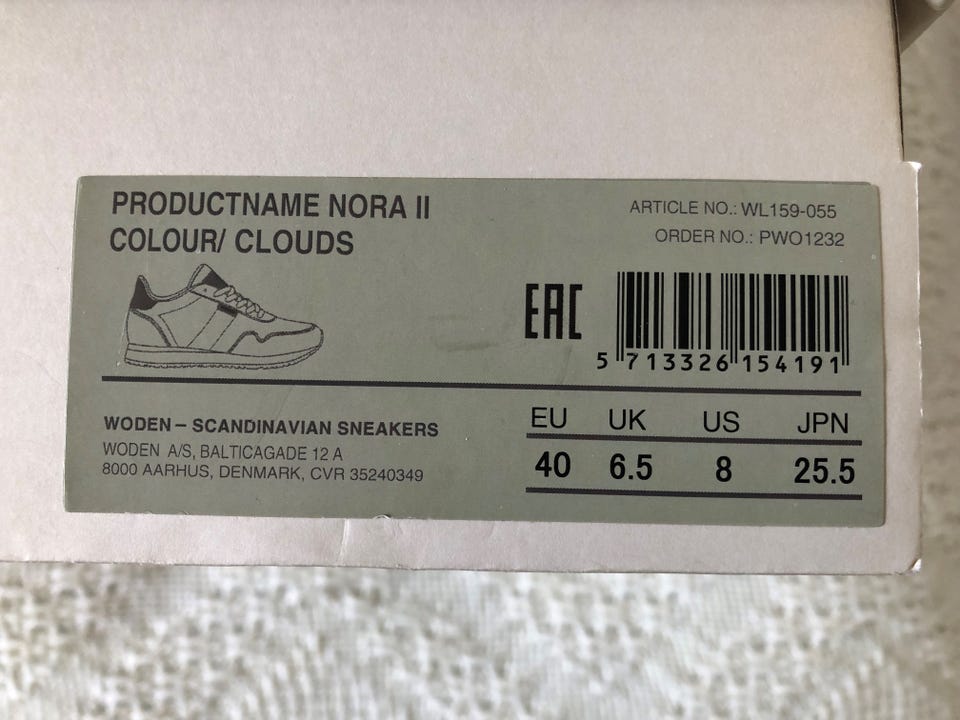 PRODUCTNAME NORA II
COLOUR/ CLOUDS
ARTICLE NO.: WL159-055
ORDER NO.: PWO1232
EAC
5 713326 154191
WODEN – SCANDINAVIAN SNEAKERS
WODEN A/S, BALTICAGADE 12 A
8000 AARHUS, DENMARK, CVR 35240349
EU UK US JPN
40 6.5 8 25.5